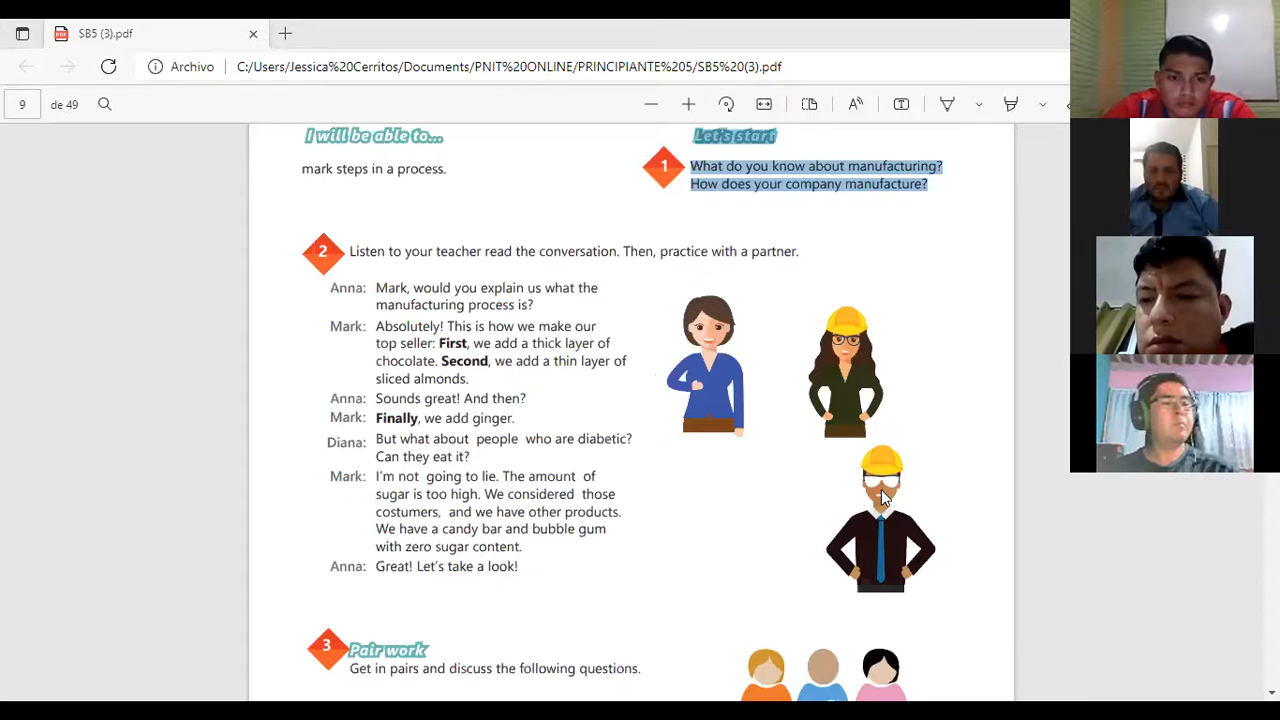 SB5 (3).pdf
Archivo
C:/Users/Jessica%20Cerritos/Documents/PNIT%20ONLINE/PRINCIPIANTE%205/SB5%20(3).pdf
9
de 49
I will be able to...
mark steps in a process.
Let's start
1
What do you know about manufacturing?
How does your company manufacture?
2
Listen to your teacher read the conversation. Then, practice with a partner.
Anna: Mark, would you explain us what the
manufacturing process is?
Mark: Absolutely! This is how we make our
top seller: First, we add a thick layer of
chocolate. Second, we add a thin layer of
sliced almonds.
Anna: Sounds great! And then?
Mark: Finally, we add ginger.
Diana: But what about people who are diabetic?
Can they eat it?
Mark: I'm not going to lie. The amount of
sugar is too high. We considered those
costumers, and we have other products.
We have a candy bar and bubble gum
with zero sugar content.
Anna: Great! Let's take a look!
3
Pair work
Get in pairs and discuss the following questions.